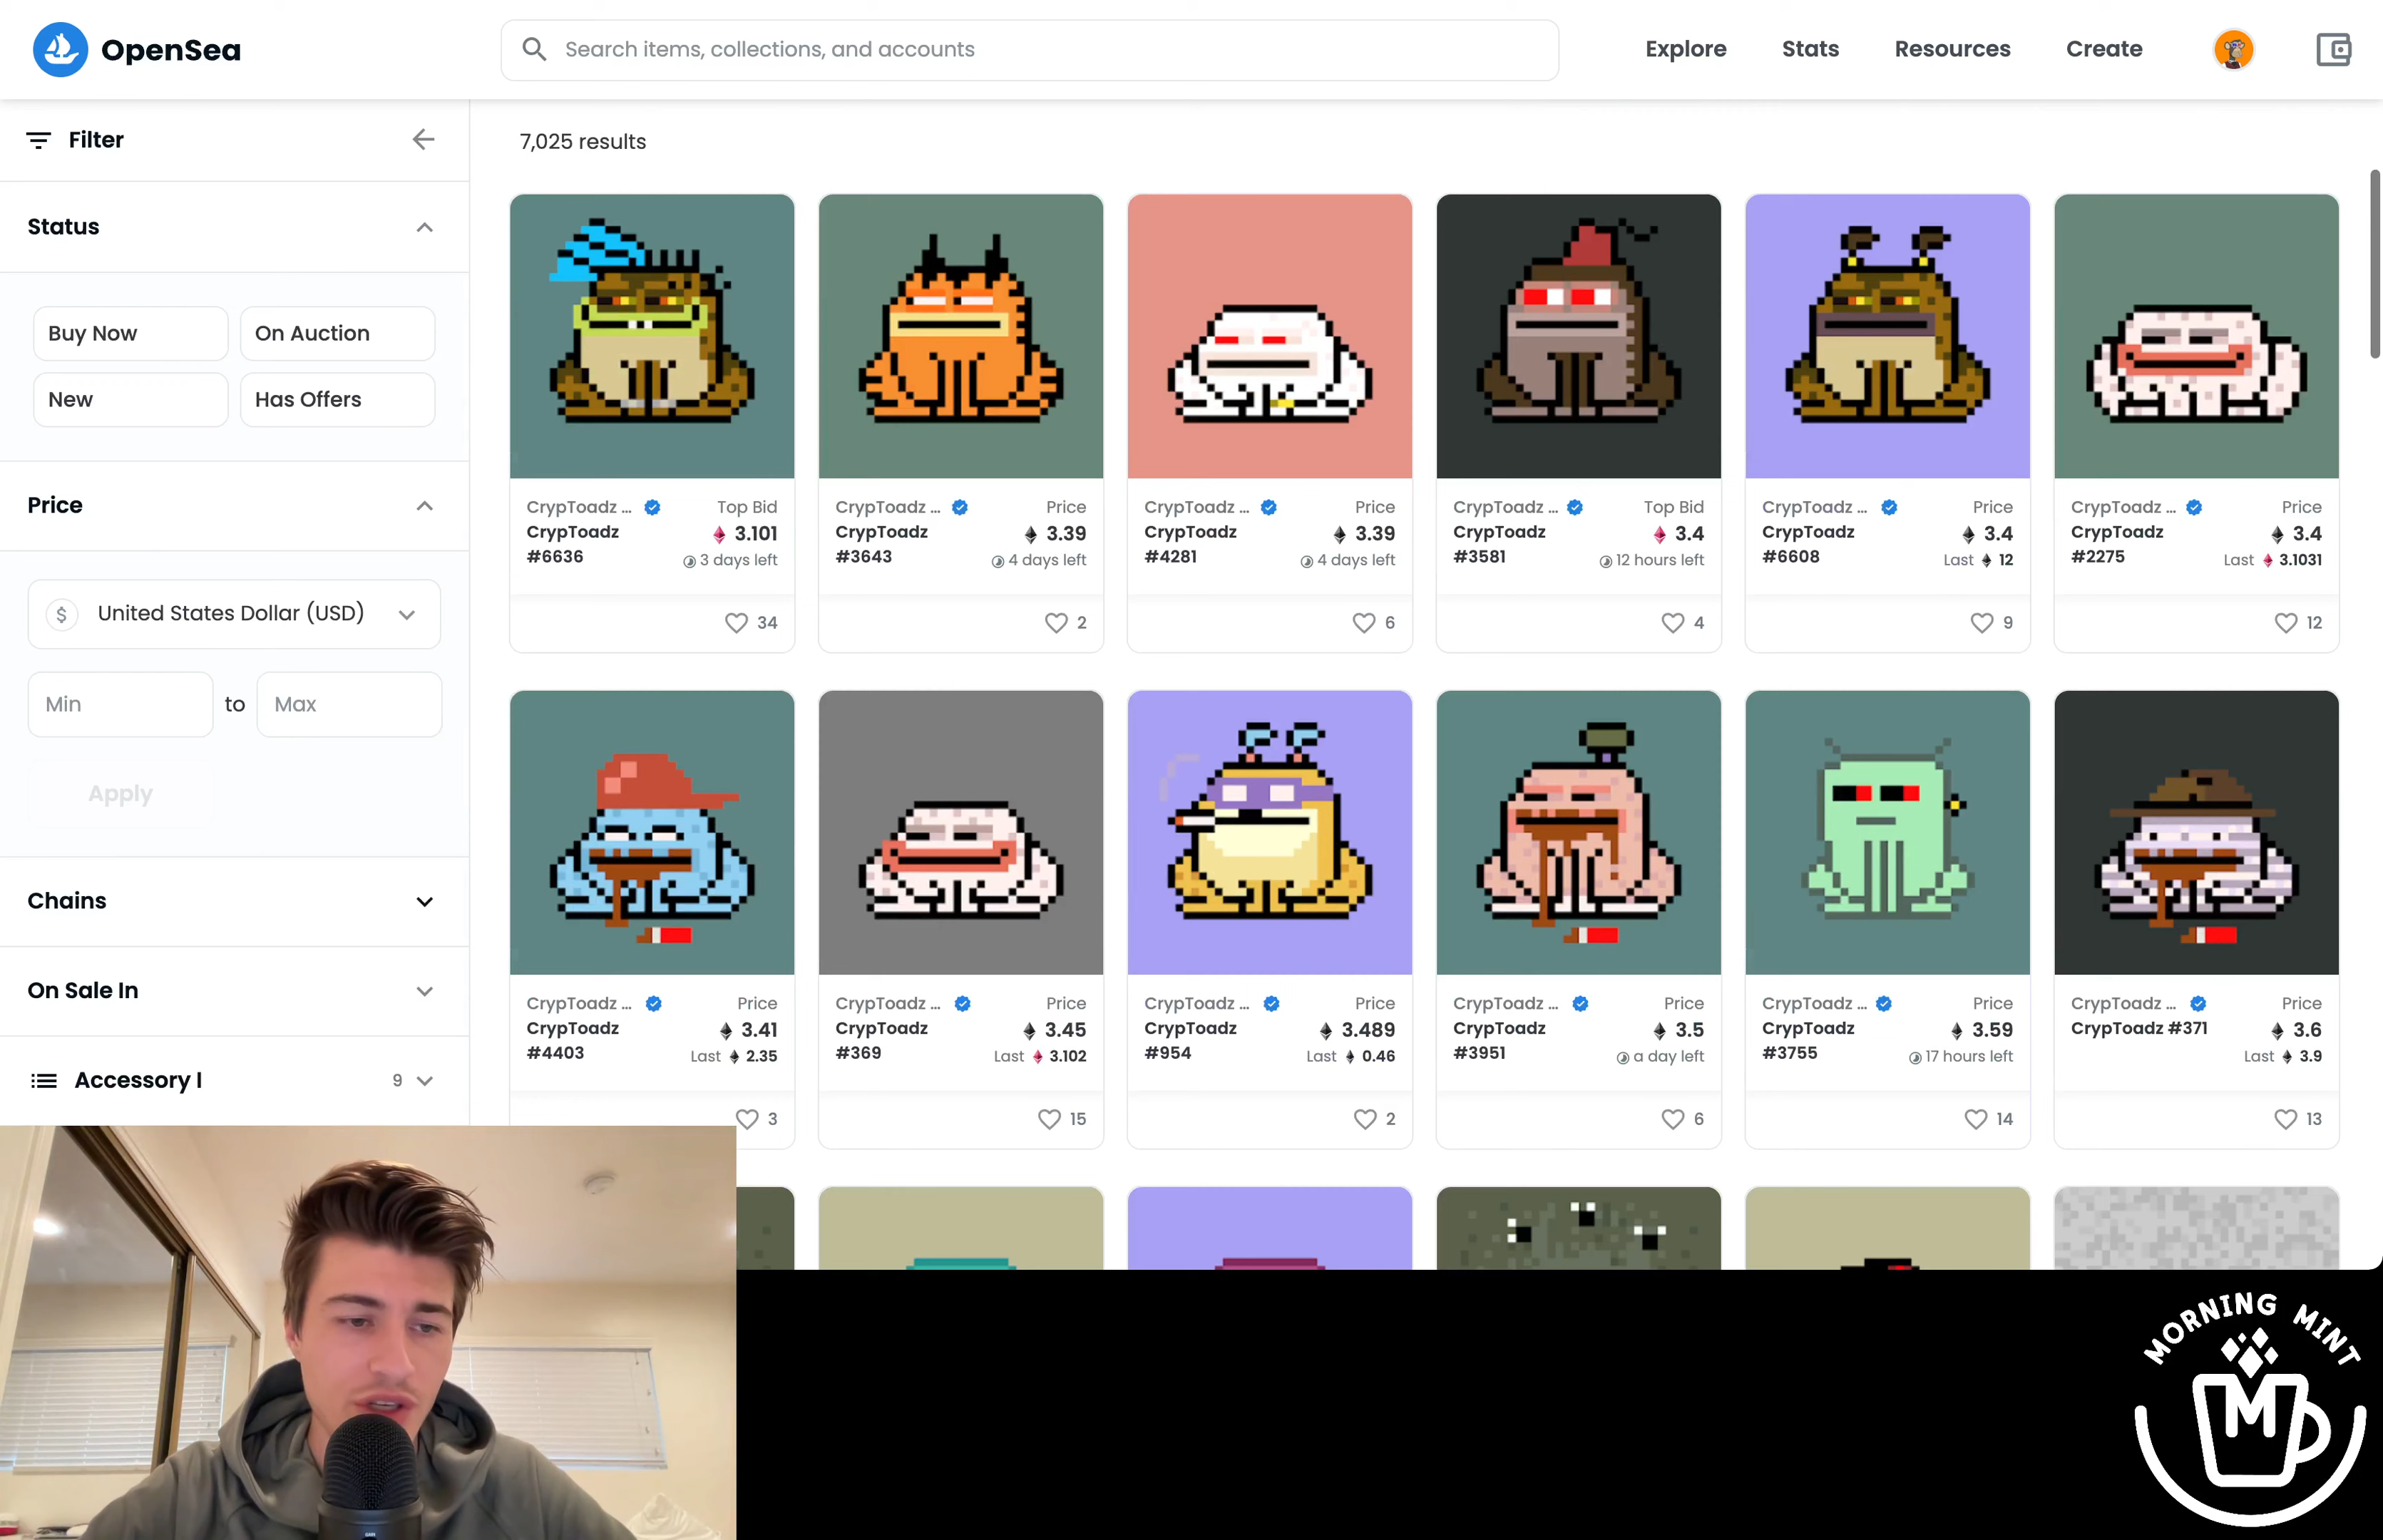 OpenSea
Search items, collections, and accounts
Explore
Stats
Resources
Create
Filter
7,025 results
Status
Buy Now
On Auction
New
Has Offers
Price
$ United States Dollar (USD)
Min to Max
Apply
Chains
On Sale In
Accessory I 9
CrypToadz ... Top Bid
CrypToadz 3.101
#6636 3 days left
34
CrypToadz ... Price
CrypToadz 3.39
#3643 4 days left
2
CrypToadz ... Price
CrypToadz 3.39
#4281 4 days left
6
CrypToadz ... Top Bid
CrypToadz 3.4
#3581 12 hours left
4
CrypToadz ... Price
CrypToadz 3.4
#6608 Last 12
9
CrypToadz ... Price
CrypToadz 3.4
#2275 Last 3.1031
12
CrypToadz ... Price
CrypToadz 3.41
#4403 Last 2.35
3
CrypToadz ... Price
CrypToadz 3.45
#369 Last 3.102
15
CrypToadz ... Price
CrypToadz 3.489
#954 Last 0.46
2
CrypToadz ... Price
CrypToadz 3.5
#3951 a day left
6
CrypToadz ... Price
CrypToadz 3.59
#3755 17 hours left
14
CrypToadz ... Price
CrypToadz #371 3.6
Last 3.9
13
MORNING MINT
M